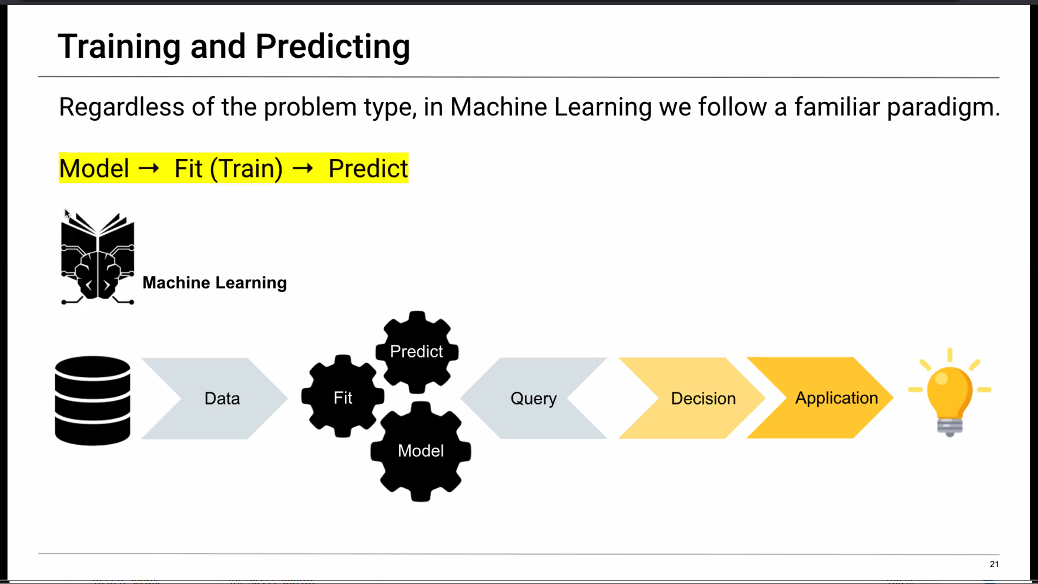 Training and Predicting
Regardless of the problem type, in Machine Learning we follow a familiar paradigm.
Model → Fit (Train) → Predict
Machine Learning
Predict
Data
Fit
Query
Decision
Application
Model
21